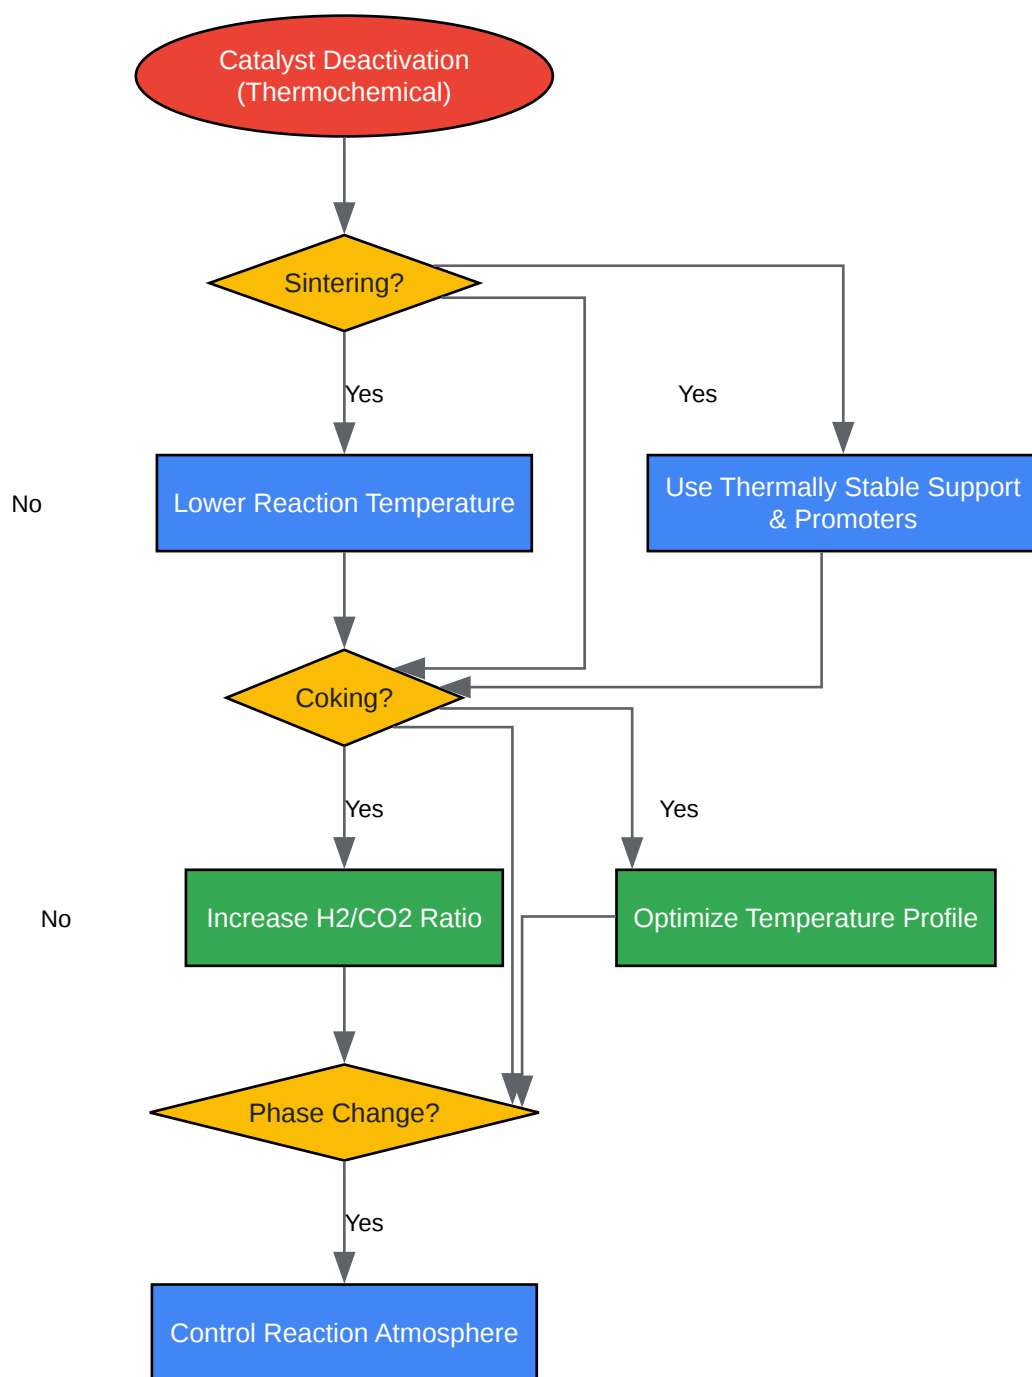 Catalyst Deactivation
(Thermochemical)
Sintering?
Yes
Yes
Lower Reaction Temperature
Use Thermally Stable Support
& Promoters
No
Coking?
Yes
Yes
Increase H2/CO2 Ratio
Optimize Temperature Profile
No
Phase Change?
Yes
Control Reaction Atmosphere